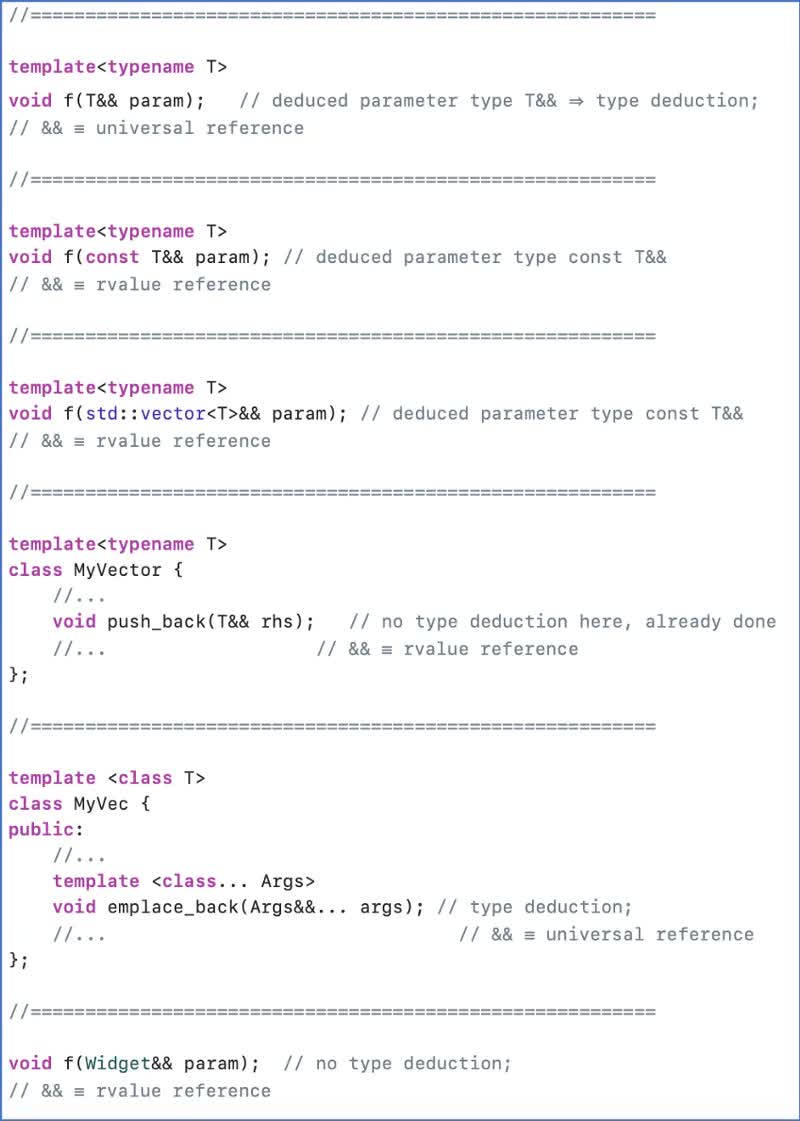 //=========================================================
template<typename T>
void f(T&& param);   // deduced parameter type T&& ⇒ type deduction;
// && ≡ universal reference
//=========================================================
template<typename T>
void f(const T&& param); // deduced parameter type const T&&
// && ≡ rvalue reference
//=========================================================
template<typename T>
void f(std::vector<T>&& param); // deduced parameter type const T&&
// && ≡ rvalue reference
//=========================================================
template<typename T>
class MyVector {
    //...
    void push_back(T&& rhs);   // no type deduction here, already done
    //...                   // && ≡ rvalue reference
};
//=========================================================
template <class T>
class MyVec {
public:
    //...
    template <class... Args>
    void emplace_back(Args&&... args); // type deduction;
    //...                                // && ≡ universal reference
};
//=========================================================
void f(Widget&& param);  // no type deduction;
// && ≡ rvalue reference